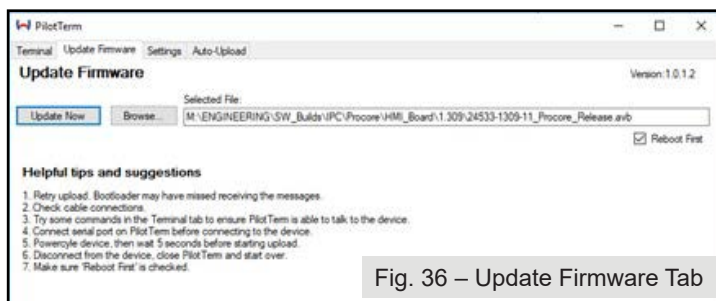 PilotTerm
Terminal Update Firmware Settings Auto-Upload
Update Firmware
Version: 1.0.1.2
Selected File:
Update Now Browse... M:\ENGINEERING\SW_Builds\IPC\Procore\HMI_Board\1.309\24533-1309-11_Procore_Release.avb
Reboot First
Helpful tips and suggestions
1. Retry upload. Bootloader may have missed receiving the messages.
2. Check cable connections.
3. Try some commands in the Terminal tab to ensure PilotTerm is able to talk to the device.
4. Connect serial port on PilotTerm before connecting to the device.
5. Powercyle device, then wait 5 seconds before starting upload.
6. Disconnect from the device, close PilotTerm and start over.
7. Make sure 'Reboot First' is checked.
Fig. 36 – Update Firmware Tab